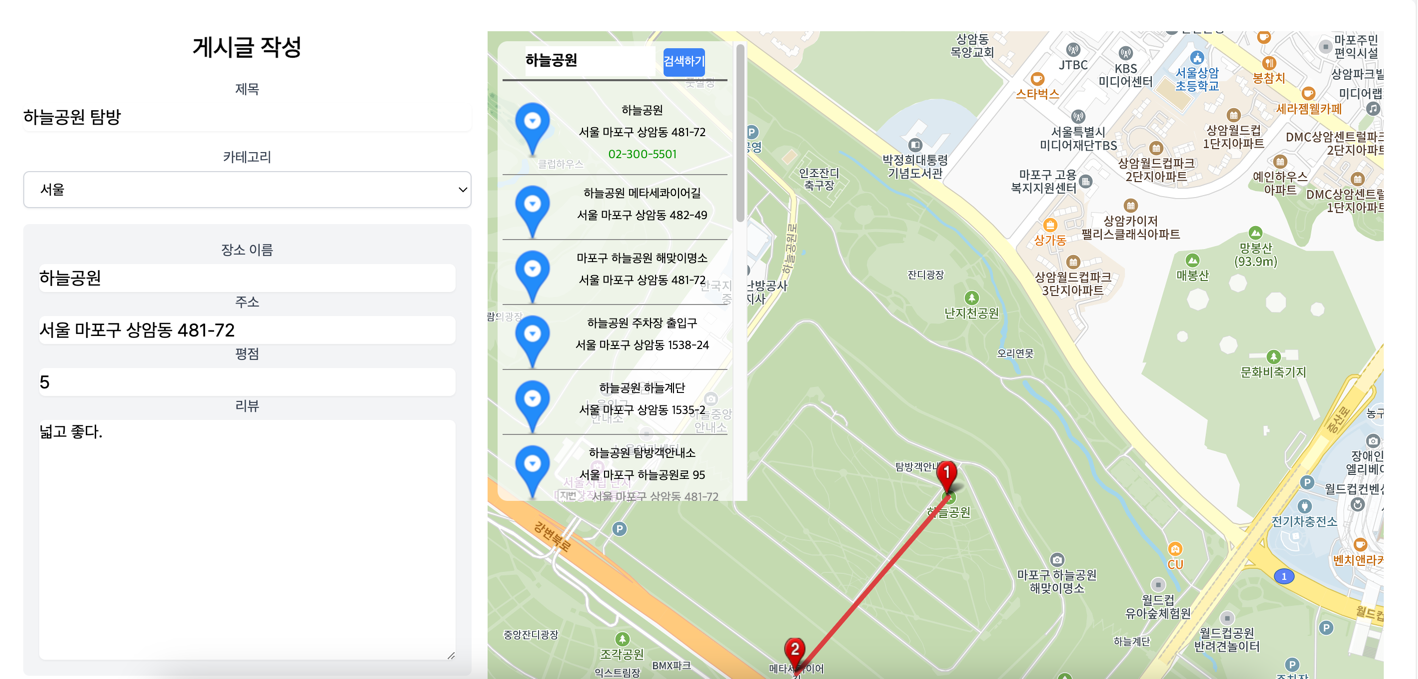 게시글 작성
제목
하늘공원 탐방
카테고리
서울
장소 이름
하늘공원
주소
서울 마포구 상암동 481-72
평점
5
리뷰
넓고 좋다.
하늘공원
검색하기
하늘공원
서울 마포구 상암동 481-72
02-300-5501
클럽하우스
하늘공원 메타세콰이어길
서울 마포구 상암동 482-49
마포구 하늘공원 해맞이명소
서울 마포구 상암동 481-72
하늘공원 주차장 출입구
서울 마포구 상암동 1538-24
하늘공원 하늘계단
서울 마포구 상암동 1535-2
하늘공원 탐방객안내소
서울 마포구 하늘공원로 95
지번
서울 마포구 상암동 481-72
상암동
목양교회
JTBC
KBS
미디어센터
서울상암
초등학교
봉참치
마포주민
편익시설
스타벅스
세라젬웰카페
서울특별시
미디어재단TBS
상암월드컵
1단지아파트
DMC상암센트럴파크
2단지아파트
박정희대통령
기념도서관
상암월드컵파크
2단지아파트
인조잔디
축구장
마포구 고용
복지지원센터
예인하우스
아파트
DMC상암센트럴
1단지아파트
상암카이저
팰리스클래식아파트
상가동
하늘공원로
망봉산
(93.9m)
매봉산
잔디광장
상암월드컵파크
3단지아파트
난지천공원
오리연못
문화비축기지
증산로
농구
장애인
월드컵컨벤
전기차충전소
탐방객안내
1
하늘공원
강변북로
P
마포구 하늘공원
해맞이명소
CU
벤치앤라커
1
월드컵
유아숲체험원
월드컵
중앙잔디광장
조각공원
익스트림장
BMX파크
2
메타세콰이어
하늘계단
월드컵공원
반려견놀이터
P
P